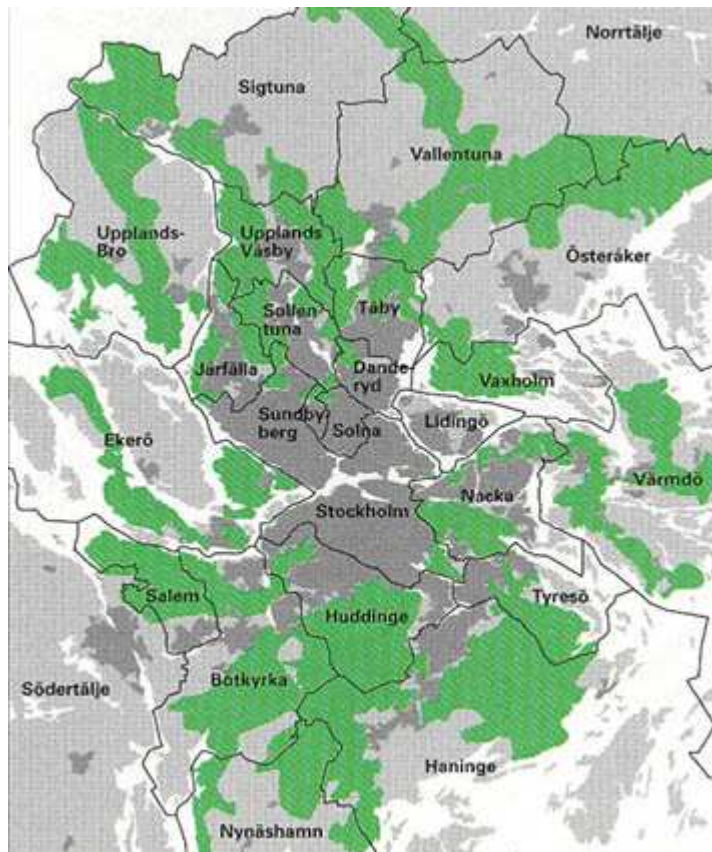 Norrtälje
Sigtuna
Vallentuna
Upplands-
Bro
Upplands
Väsby
Österåker
Sollen
tuna
Täby
Järfälla
Dande-
ryd
Vaxholm
Sundby
berg
Solna
Lidingö
Ekerö
Värmdö
Nacka
Stockholm
Salem
Huddinge
Tyresö
Botkyrka
Södertälje
Haninge
Nynäshamn